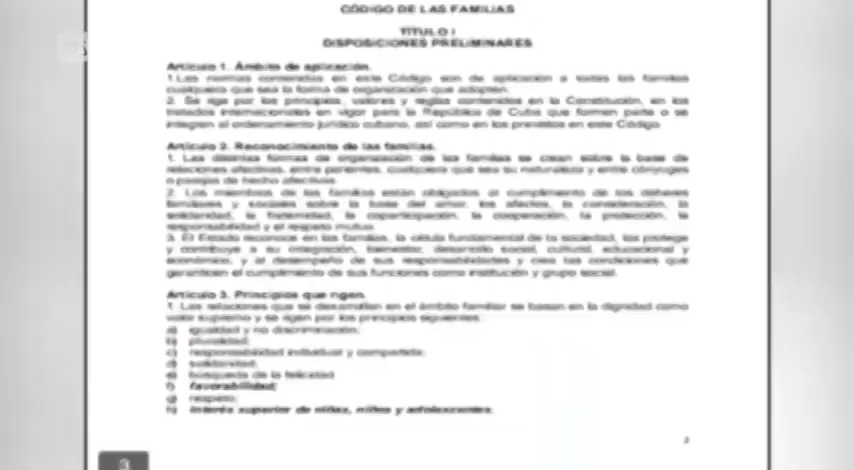 CÓDIGO DE LAS FAMILIAS
TÍTULO I
DISPOSICIONES PRELIMINARES
Artículo 1. Ámbito de aplicación.
1.Las normas contenidas en este Código son de aplicación a todas las familias
cualquiera que sea la forma de organización que adopten.
2. Se rige por los principios, valores y reglas contenidos en la Constitución, en los
tratados internacionales en vigor para la República de Cuba que formen parte o se
integren al ordenamiento jurídico cubano, así como en los previstos en este Código.
Artículo 2. Reconocimiento de las familias.
1. Las distintas formas de organización de las familias se crean sobre la base de
relaciones afectivas, entre parientes, cualquiera que sea su naturaleza y entre cónyuges
o parejas de hecho afectivas.
2. Los miembros de las familias están obligados al cumplimiento de los deberes
familiares y sociales sobre la base del amor, los afectos, la consideración, la
solidaridad, la fraternidad, la coparticipación, la cooperación, la protección, la
responsabilidad y el respeto mutuo.
3. El Estado reconoce en las familias, la célula fundamental de la sociedad, las protege
y contribuye a su integración, bienestar, desarrollo social, cultural, educacional y
económico, y al desempeño de sus responsabilidades y crea las condiciones que
garanticen el cumplimiento de sus funciones como institución y grupo social.
Artículo 3. Principios que rigen.
1. Las relaciones que se desarrollan en el ámbito familiar se basan en la dignidad como
valor supremo y se rigen por los principios siguientes:
a) igualdad y no discriminación;
b) pluralidad;
c) responsabilidad individual y compartida;
d) solidaridad;
e) búsqueda de la felicidad
f) favorabilidad;
g) respeto;
h) interés superior de niñas, niños y adolescentes;
2
3